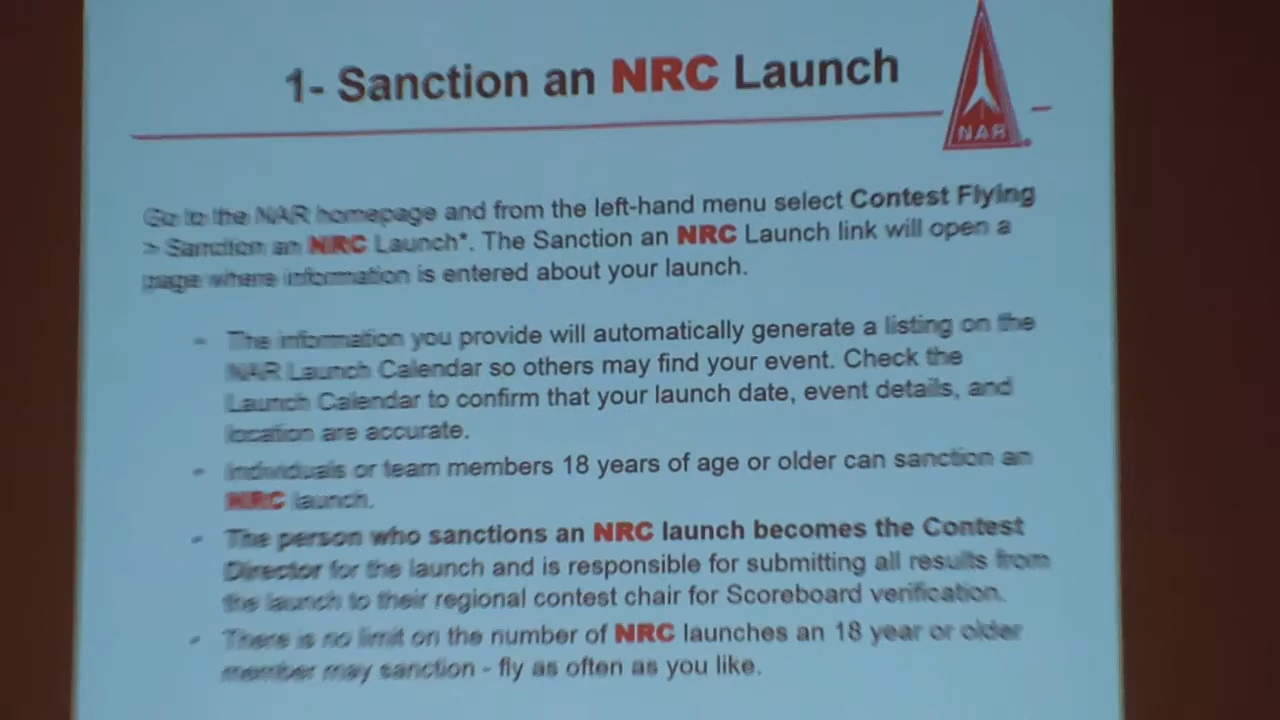 1- Sanction an NRC Launch
NAR
Go to the NAR homepage and from the left-hand menu select Contest Flying
> Sanction an NRC Launch*. The Sanction an NRC Launch link will open a
page where information is entered about your launch.
- The information you provide will automatically generate a listing on the
NAR Launch Calendar so others may find your event. Check the
Launch Calendar to confirm that your launch date, event details, and
location are accurate.
- Individuals or team members 18 years of age or older can sanction an
NRC launch.
- The person who sanctions an NRC launch becomes the Contest
Director for the launch and is responsible for submitting all results from
the launch to their regional contest chair for Scoreboard verification.
- There is no limit on the number of NRC launches an 18 year or older
member may sanction - fly as often as you like.